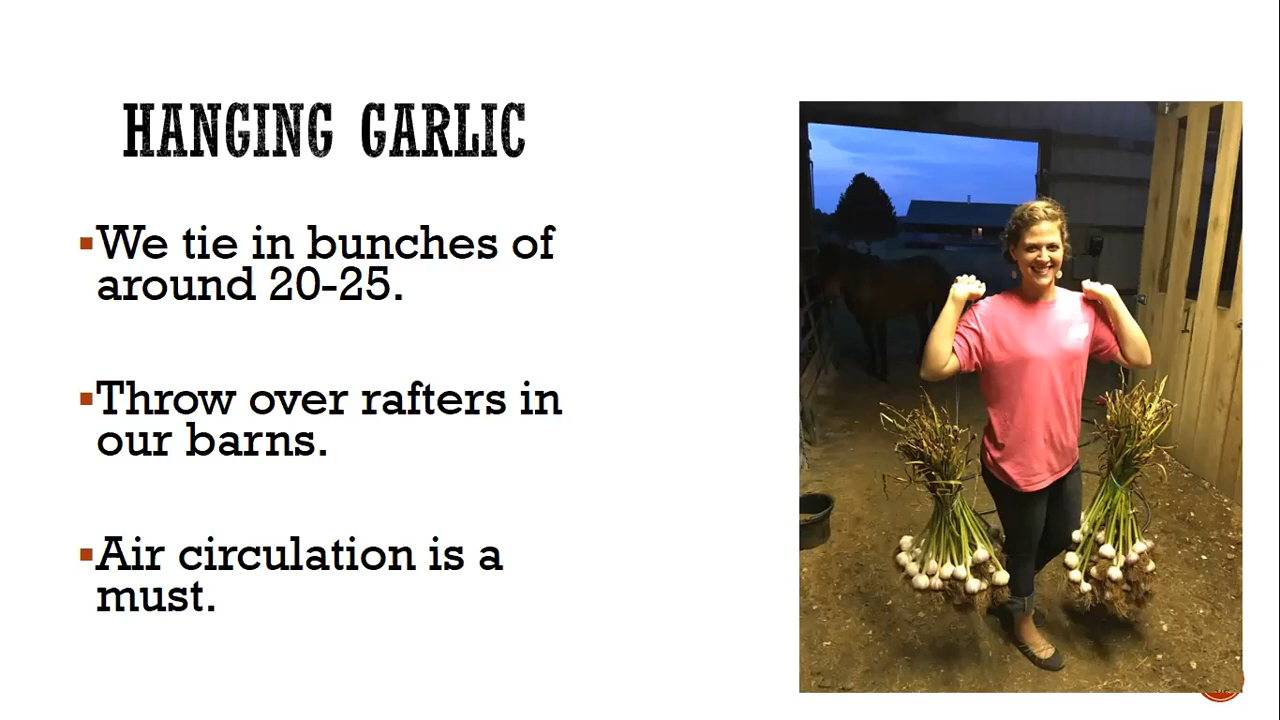 HANGING GARLIC
▪We tie in bunches of
around 20-25.
▪Throw over rafters in
our barns.
▪Air circulation is a
must.